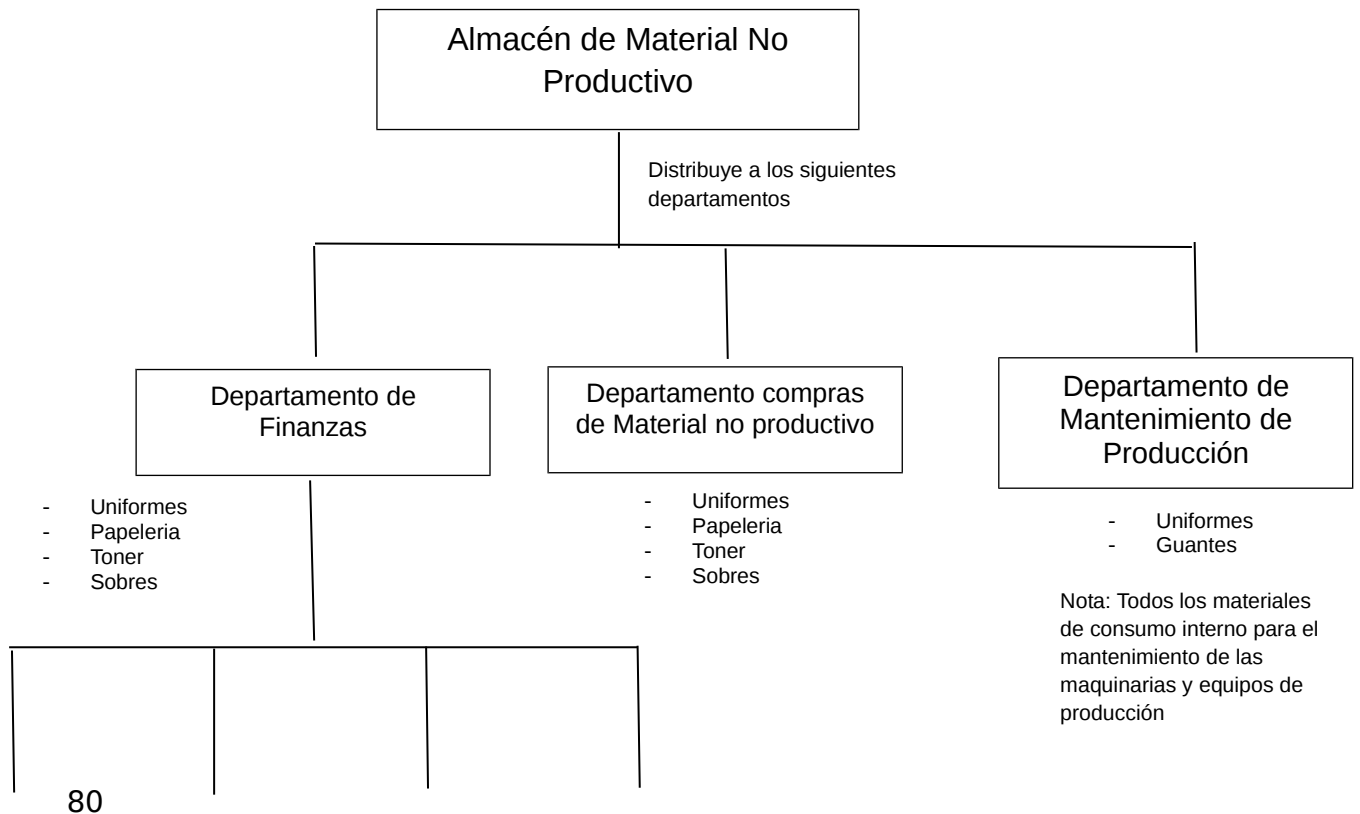 Almacén de Material No
Productivo
Distribuye a los siguientes
departamentos
Departamento de
Finanzas
- Uniformes
- Papeleria
- Toner
- Sobres
Departamento compras
de Material no productivo
- Uniformes
- Papeleria
- Toner
- Sobres
Departamento de
Mantenimiento de
Producción
- Uniformes
- Guantes
Nota: Todos los materiales
de consumo interno para el
mantenimiento de las
maquinarias y equipos de
producción
80